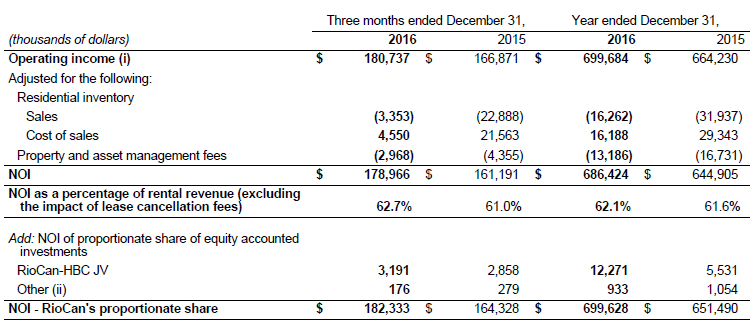 Three months ended December 31, Year ended December 31,
(thousands of dollars) 2016 2015 2016 2015
Operating income (i) $ 180,737 $ 166,871 $ 699,684 $ 664,230
Adjusted for the following:
Residential inventory
Sales (3,353) (22,888) (16,262) (31,937)
Cost of sales 4,550 21,563 16,188 29,343
Property and asset management fees (2,968) (4,355) (13,186) (16,731)
NOI $ 178,966 $ 161,191 $ 686,424 $ 644,905
NOI as a percentage of rental revenue (excluding
the impact of lease cancellation fees) 62.7% 61.0% 62.1% 61.6%
Add: NOI of proportionate share of equity accounted
investments
RioCan-HBC JV 3,191 2,858 12,271 5,531
Other (ii) 176 279 933 1,054
NOI - RioCan's proportionate share $ 182,333 $ 164,328 $ 699,628 $ 651,490